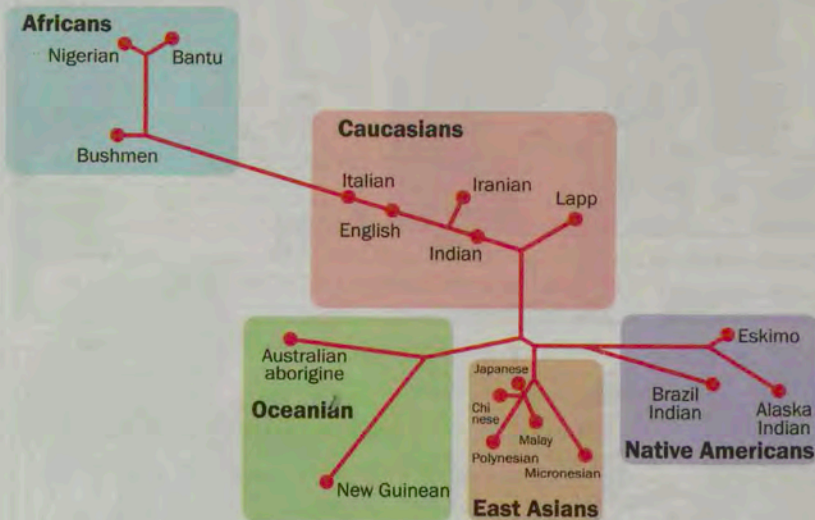 Africans
Nigerian
Bantu
Bushmen
Caucasians
Italian
Iranian
Lapp
English
Indian
Australian
aborigine
Oceanian
New Guinean
Japanese
Chi
nese
Malay
Polynesian
Micronesian
East Asians
Eskimo
Brazil
Indian
Alaska
Indian
Native Americans